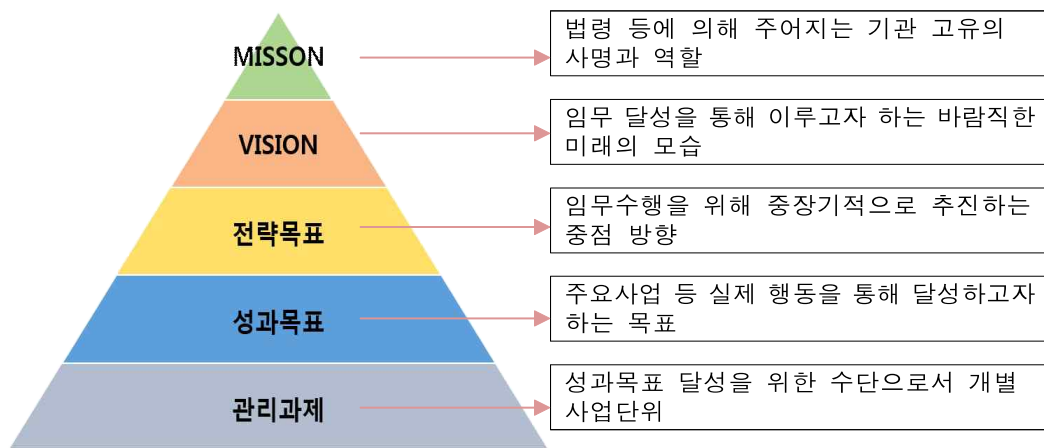 MISSON
법령 등에 의해 주어지는 기관 고유의
사명과 역할
VISION
임무 달성을 통해 이루고자 하는 바람직한
미래의 모습
전략목표
임무수행을 위해 중장기적으로 추진하는
중점 방향
성과목표
주요사업 등 실제 행동을 통해 달성하고자
하는 목표
관리과제
성과목표 달성을 위한 수단으로서 개별
사업단위